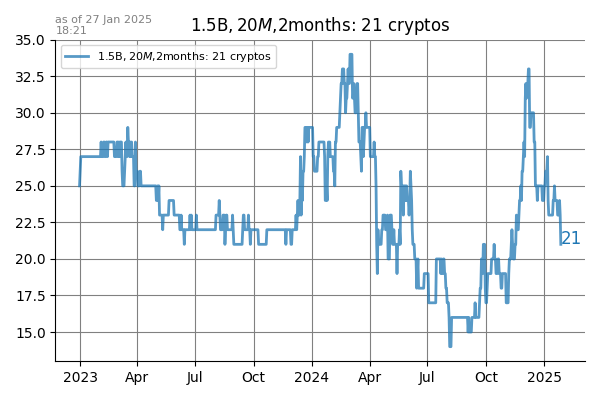 as of 27 Jan 2025
18:21
1.5B, 20M,2months: 21 cryptos
1.5B, 20M,2months: 21 cryptos
35.0
32.5
30.0
27.5
25.0
22.5
20.0
17.5
15.0
21
2023 Apr Jul Oct 2024 Apr Jul Oct 2025